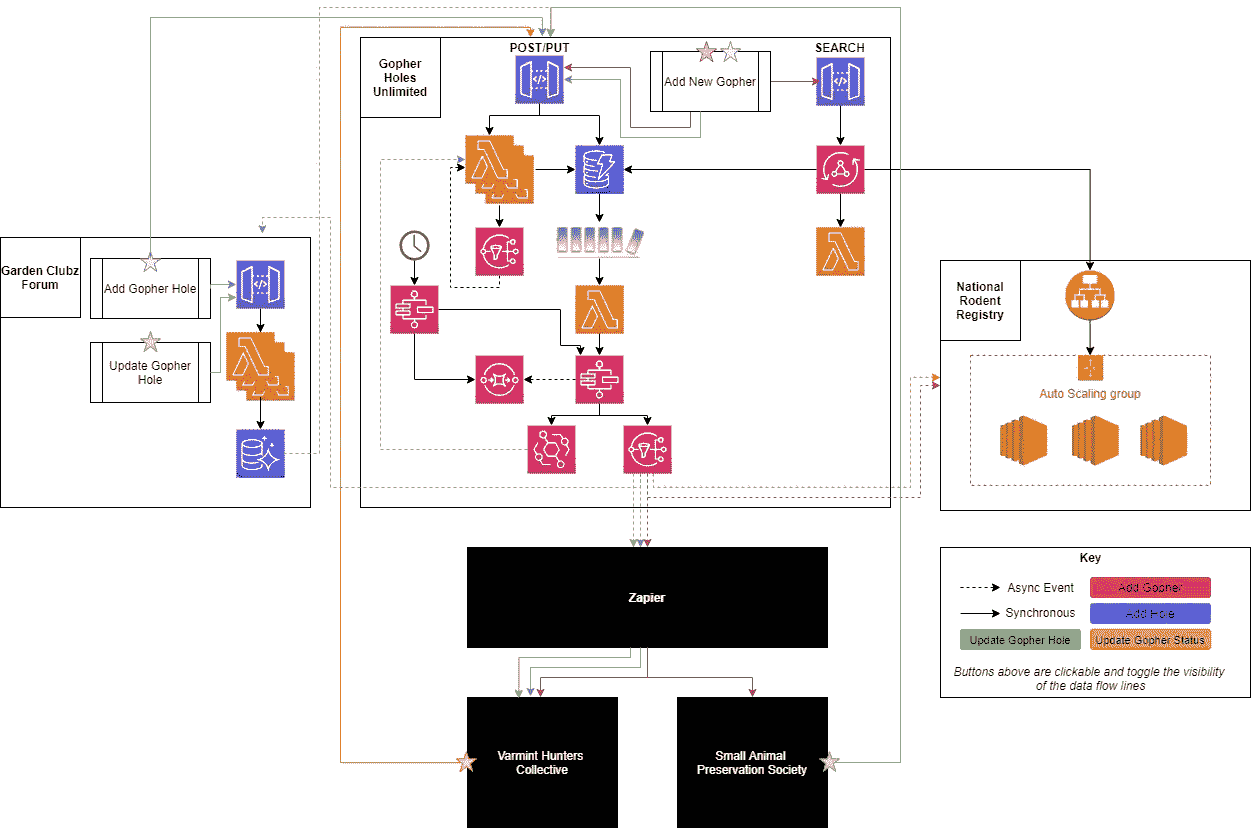 POST/PUT
SEARCH
Gopher
Holes
Unlimited
Add New Gopher
Garden Clubz
Forum
Add Gopher Hole
Update Gopher
Hole
National
Rodent
Registry
Auto Scaling group
Zapier
Varmint Hunters
Collective
Small Animal
Preservation Society
Key
Async Event
Add Gopher
Synchronous
Add Hole
Update Gopher Hole
Update Gopher Status
Buttons above are clickable and toggle the visibility
of the data flow lines